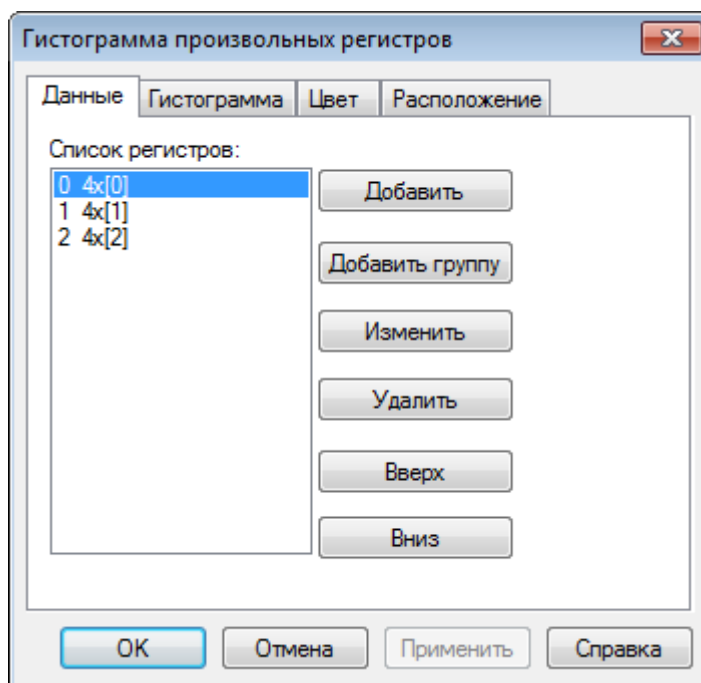 Гистограмма произвольных регистров
Данные Гистограмма Цвет Расположение
Список регистров:
0 4x[0]
1 4x[1]
2 4x[2]
Добавить
Добавить группу
Изменить
Удалить
Вверх
Вниз
OK Отмена Применить Справка